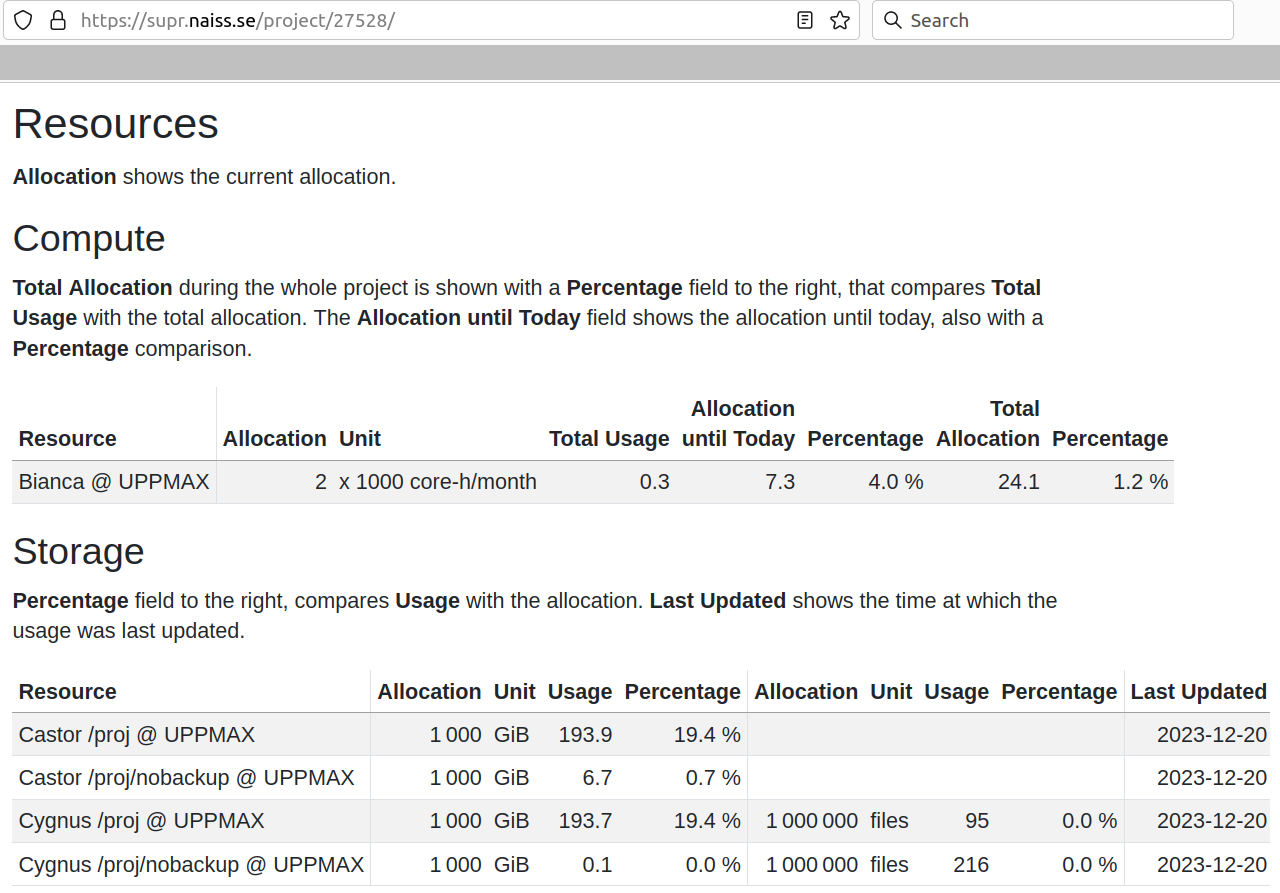 https://supr.naiss.se/project/27528/ Search
Resources
Allocation shows the current allocation.
Compute
Total Allocation during the whole project is shown with a Percentage field to the right, that compares Total
Usage with the total allocation. The Allocation until Today field shows the allocation until today, also with a
Percentage comparison.
Allocation Total
Resource Allocation Unit Total Usage until Today Percentage Allocation Percentage
Bianca @ UPPMAX 2 x 1000 core-h/month 0.3 7.3 4.0 % 24.1 1.2 %
Storage
Percentage field to the right, compares Usage with the allocation. Last Updated shows the time at which the
usage was last updated.
Resource Allocation Unit Usage Percentage Allocation Unit Usage Percentage Last Updated
Castor /proj @ UPPMAX 1 000 GiB 193.9 19.4 % 2023-12-20
Castor /proj/nobackup @ UPPMAX 1 000 GiB 6.7 0.7 % 2023-12-20
Cygnus /proj @ UPPMAX 1 000 GiB 193.7 19.4 % 1 000 000 files 95 0.0 % 2023-12-20
Cygnus /proj/nobackup @ UPPMAX 1 000 GiB 0.1 0.0 % 1 000 000 files 216 0.0 % 2023-12-20